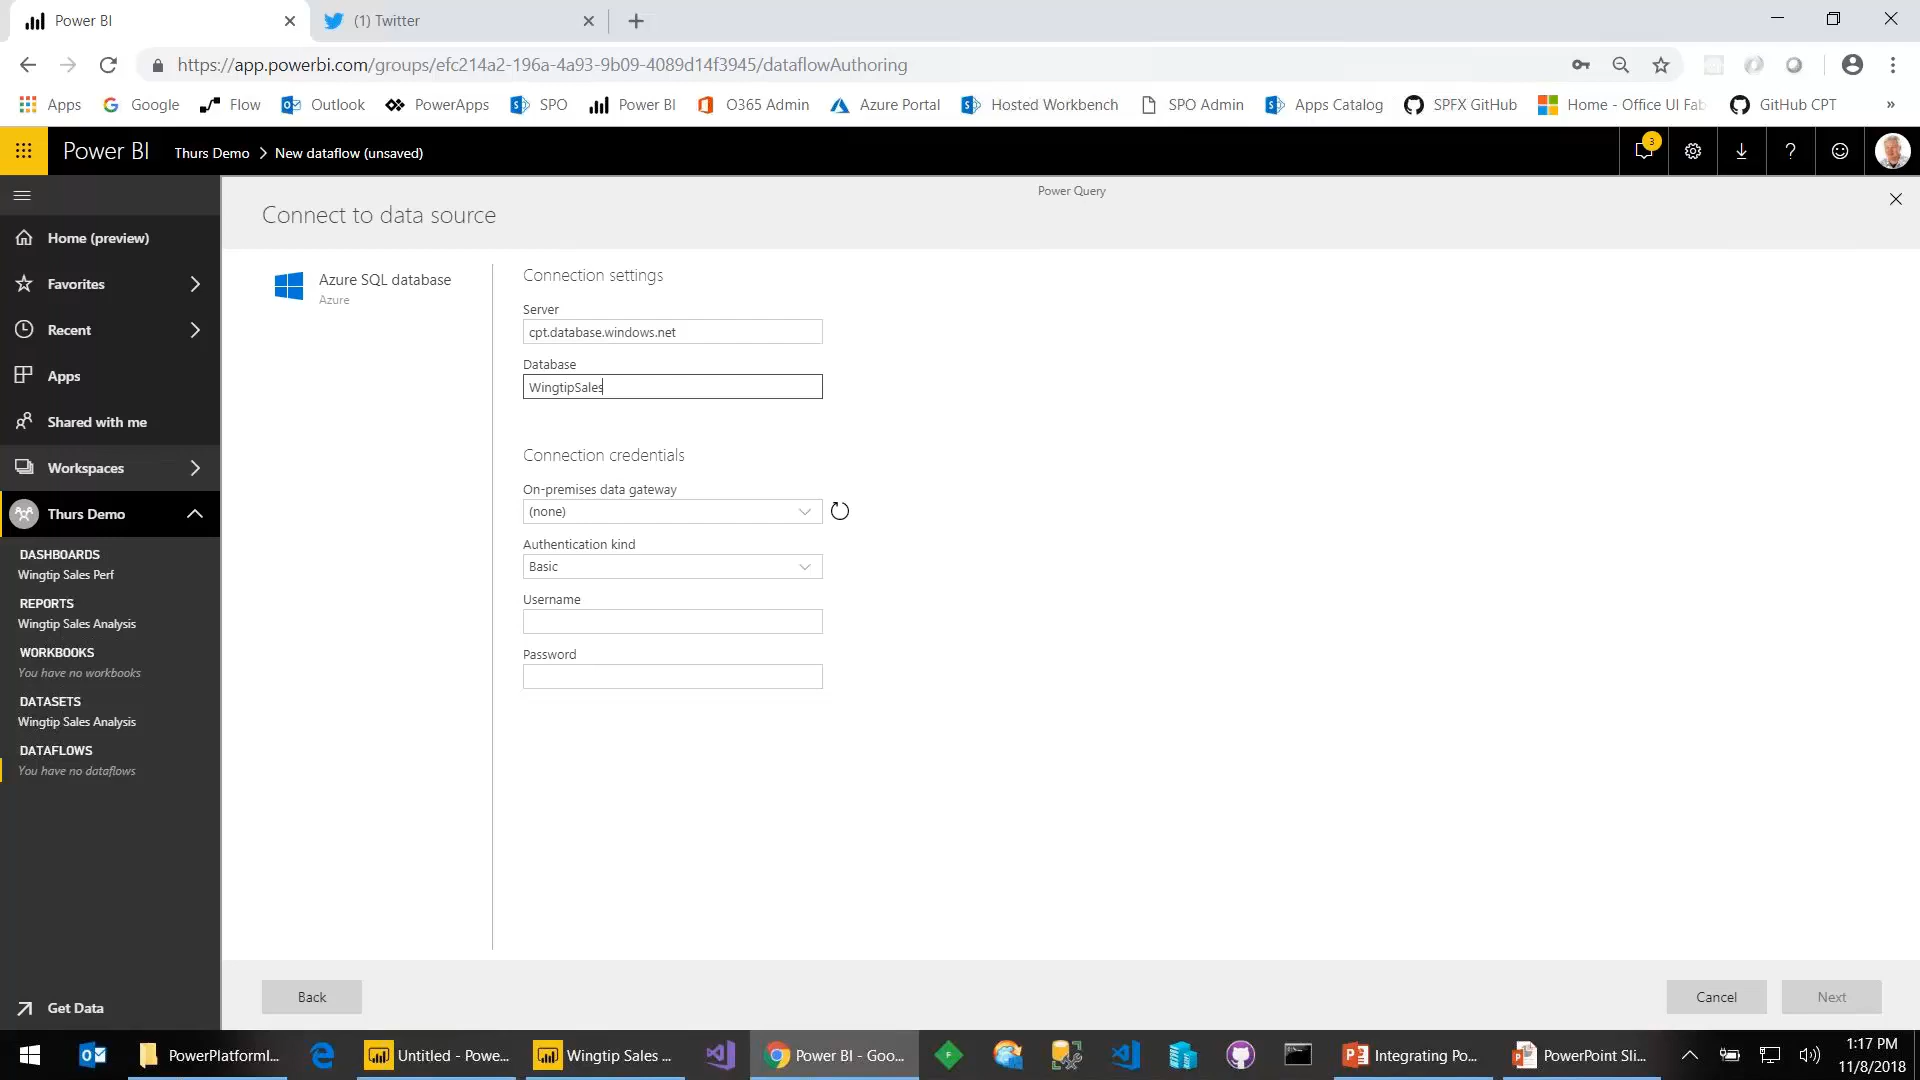 Power BI
(1) Twitter
https://app.powerbi.com/groups/efc214a2-196a-4a93-9b09-4089d14f3945/dataflowAuthoring
Apps Google Flow Outlook PowerApps SPO Power BI O365 Admin Azure Portal Hosted Workbench SPO Admin Apps Catalog SPFX GitHub Home - Office UI Fab GitHub CPT »
Power BI Thurs Demo > New dataflow (unsaved)
3
?
Power Query
Connect to data source
Home (preview)
Favorites
Recent
Apps
Shared with me
Workspaces
Thurs Demo
DASHBOARDS
Wingtip Sales Perf
REPORTS
Wingtip Sales Analysis
WORKBOOKS
You have no workbooks
DATASETS
Wingtip Sales Analysis
DATAFLOWS
You have no dataflows
Get Data
Azure SQL database
Azure
Connection settings
Server
cpt.database.windows.net
Database
WingtipSales
Connection credentials
On-premises data gateway
(none)
Authentication kind
Basic
Username
Password
Back
Cancel
Next
PowerPlatformI...
Untitled - Powe...
Wingtip Sales ...
Power BI - Goo...
Integrating Po...
PowerPoint Sli...
1:17 PM
11/8/2018